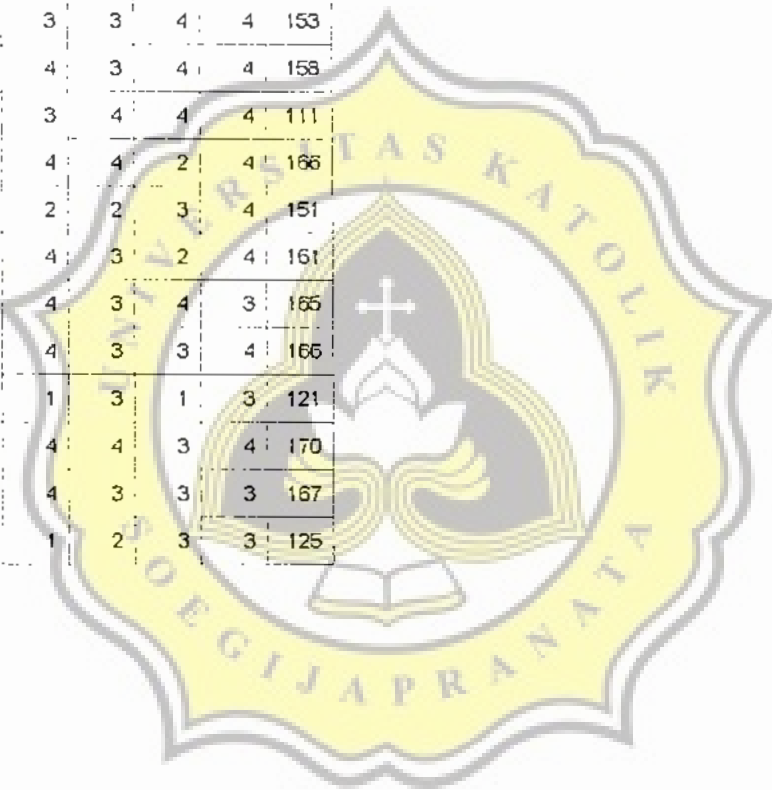 3 3 4 4 153
4 3 4 4 158
3 4 4 4 111
4 4 2 4 166
2 2 3 4 151
4 3 2 4 161
4 3 4 3 165
4 3 3 4 166
1 3 1 3 121
4 4 3 4 170
4 3 3 3 167
1 2 3 3 125
UNIVERSITAS KATOLIK
SOEGIJAPRANATA